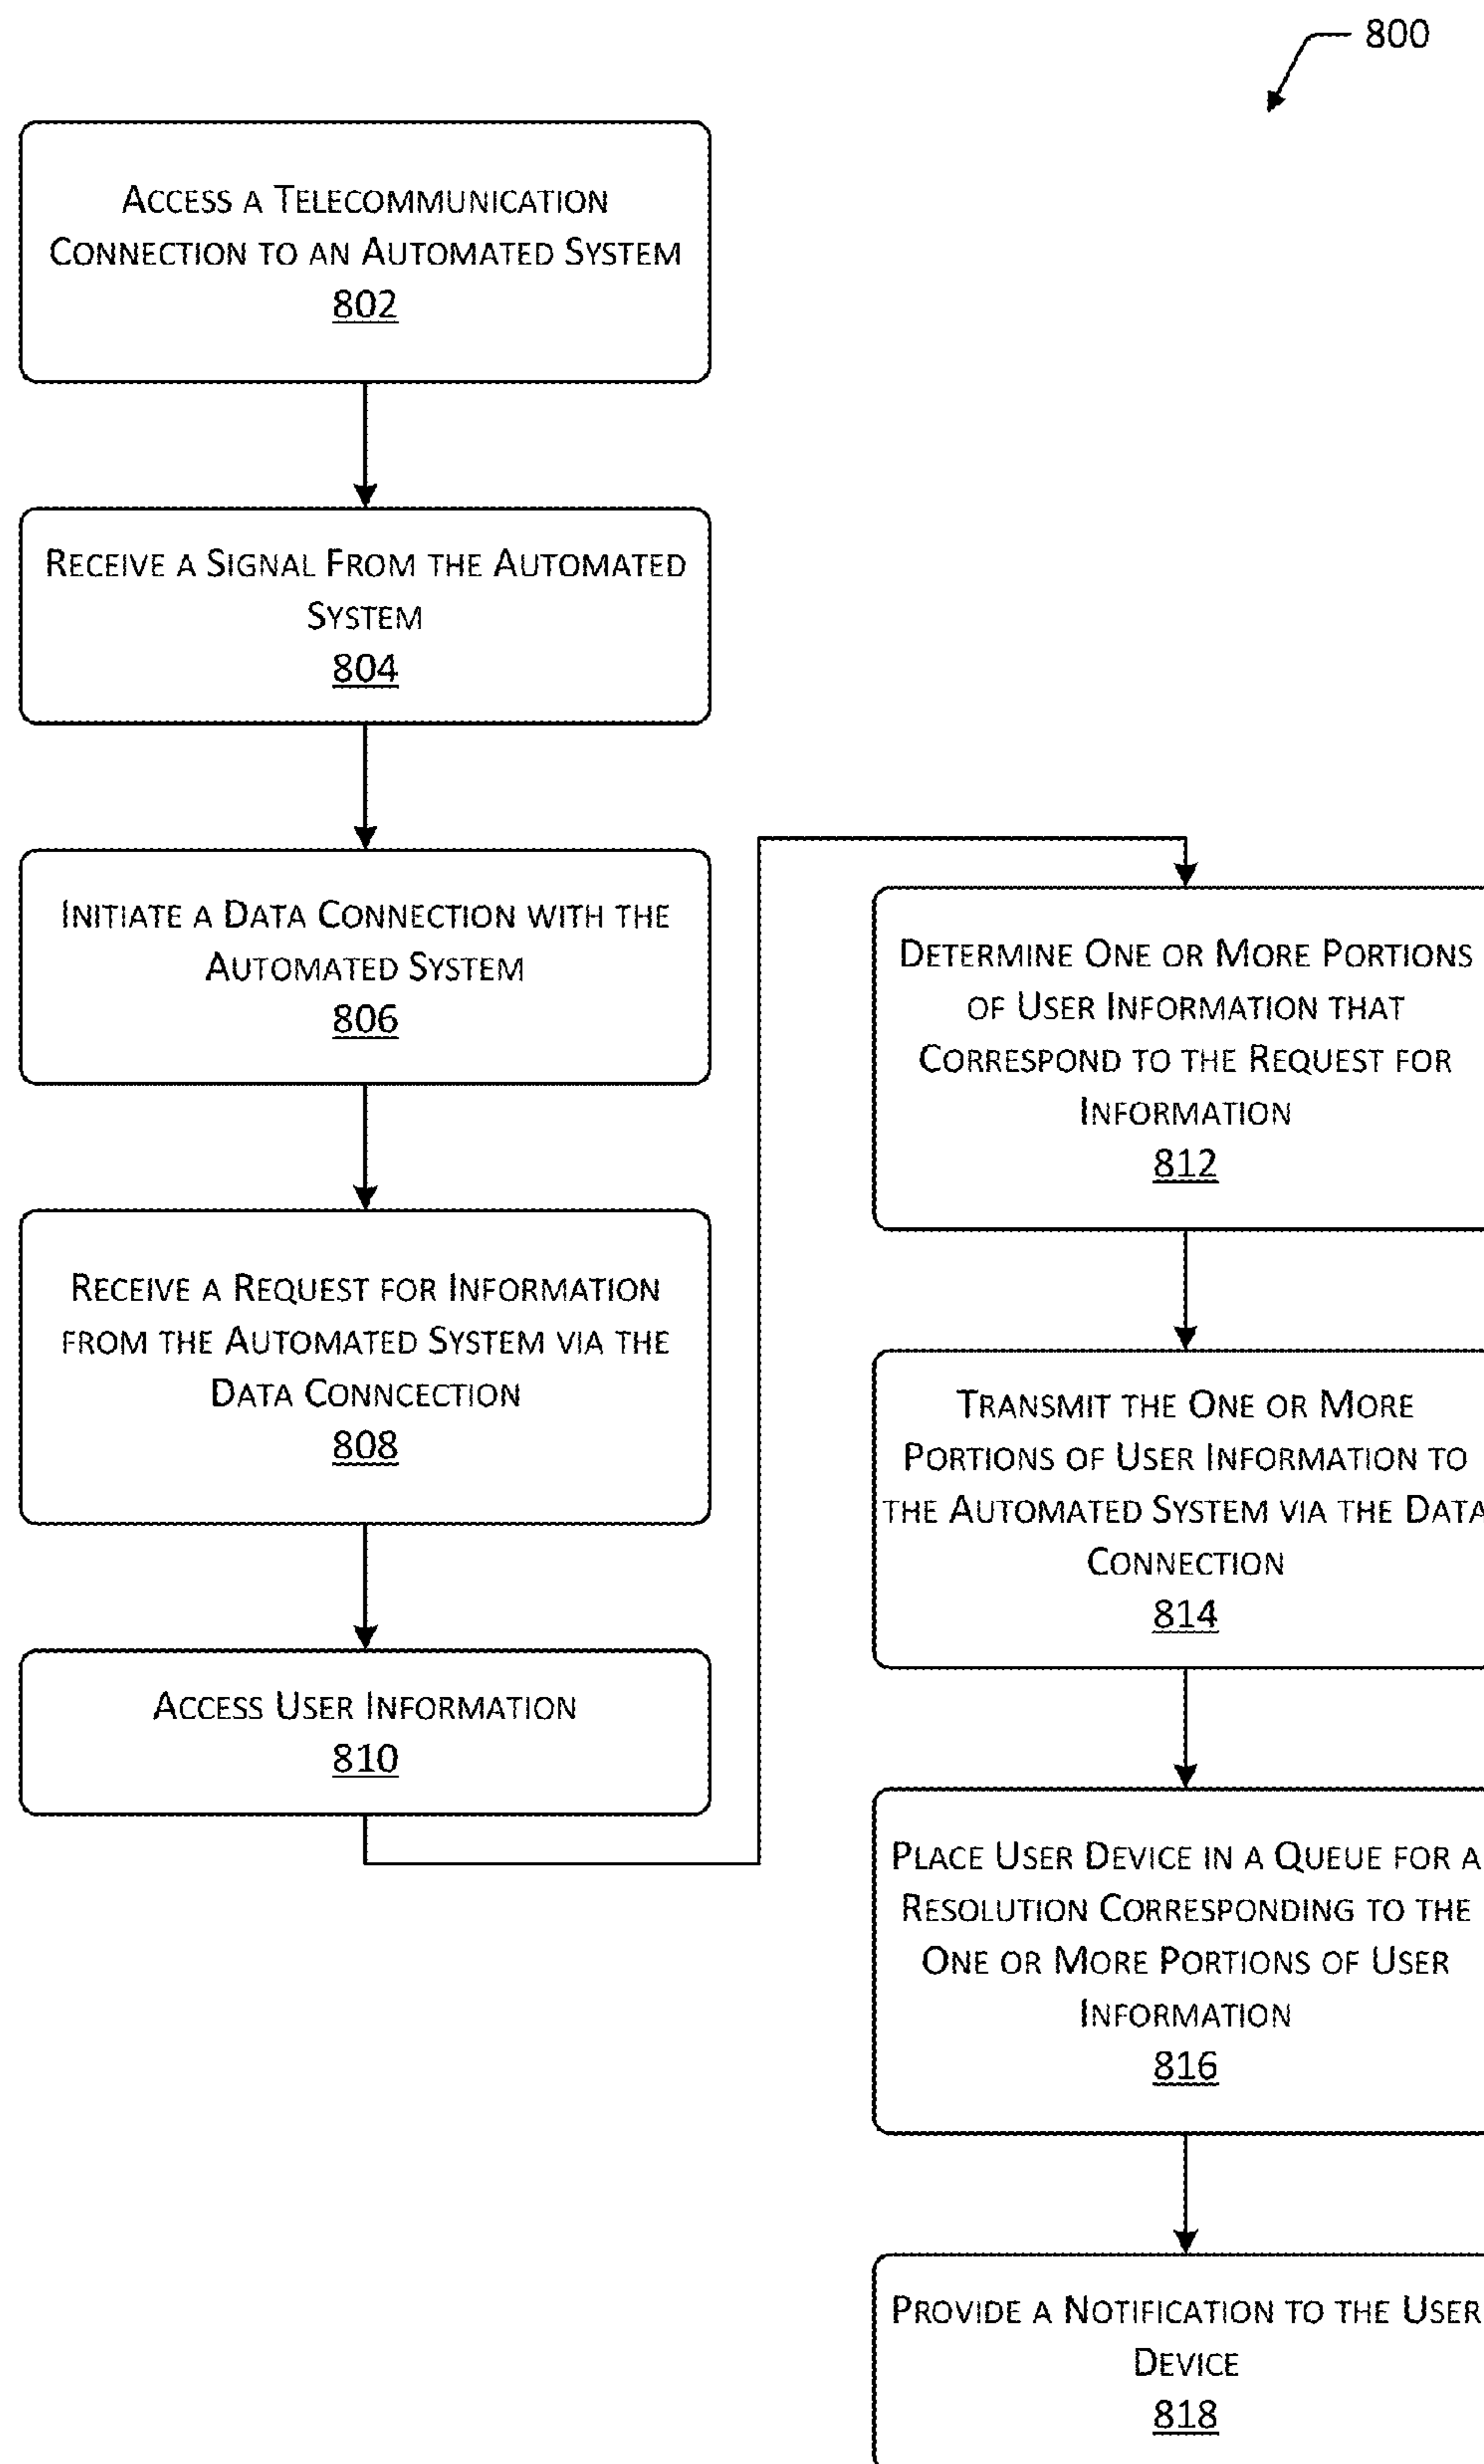 800
ACCESS A TELECOMMUNICATION
CONNECTION TO AN AUTOMATED SYSTEM
802
RECEIVE A SIGNAL FROM THE AUTOMATED
SYSTEM
804
INITIATE A DATA CONNECTION WITH THE
AUTOMATED SYSTEM
806
RECEIVE A REQUEST FOR INFORMATION
FROM THE AUTOMATED SYSTEM VIA THE
DATA CONNCECTION
808
ACCESS USER INFORMATION
810
DETERMINE ONE OR MORE PORTIONS
OF USER INFORMATION THAT
CORRESPOND TO THE REQUEST FOR
INFORMATION
812
TRANSMIT THE ONE OR MORE
PORTIONS OF USER INFORMATION TO
THE AUTOMATED SYSTEM VIA THE DATA
CONNECTION
814
PLACE USER DEVICE IN A QUEUE FOR A
RESOLUTION CORRESPONDING TO THE
ONE OR MORE PORTIONS OF USER
INFORMATION
816
PROVIDE A NOTIFICATION TO THE USER
DEVICE
818